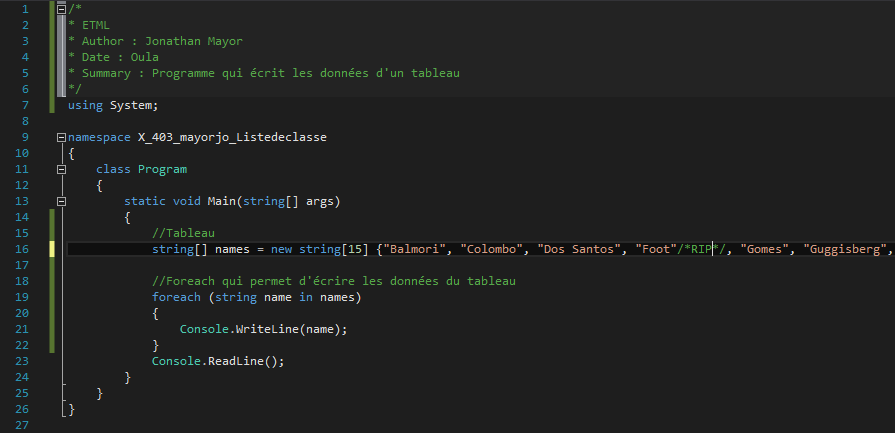 1 /*
2 * ETML
3 * Author : Jonathan Mayor
4 * Date : Oula
5 * Summary : Programme qui écrit les données d'un tableau
6 */
7 using System;
8
9 namespace X_403_mayorjo_Listedeclasse
10 {
11 class Program
12 {
13 static void Main(string[] args)
14 {
15 //Tableau
16 string[] names = new string[15] {"Balmori", "Colombo", "Dos Santos", "Foot"/*RIP*/, "Gomes", "Guggisberg",
17
18 //Foreach qui permet d'écrire les données du tableau
19 foreach (string name in names)
20 {
21 Console.WriteLine(name);
22 }
23 Console.ReadLine();
24 }
25 }
26 }
27